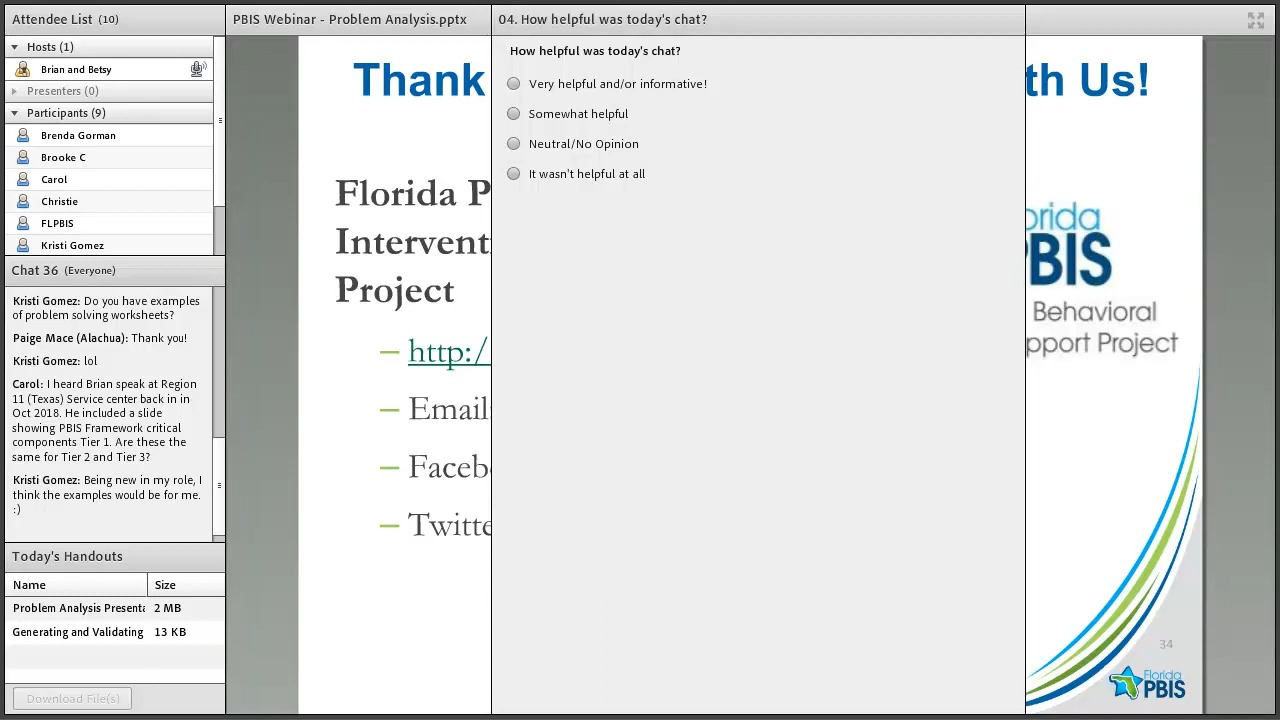 Attendee List (10)
Hosts (1)
Brian and Betsy
Presenters (0)
Participants (9)
Brenda Gorman
Brooke C
Carol
Christie
FLPBIS
Kristi Gomez
Chat 36 (Everyone)
Kristi Gomez: Do you have examples
of problem solving worksheets?
Paige Mace (Alachua): Thank you!
Kristi Gomez: lol
Carol: I heard Brian speak at Region
11 (Texas) Service center back in in
Oct 2018. He included a slide
showing PBIS Framework critical
components Tier 1. Are these the
same for Tier 2 and Tier 3?
Kristi Gomez: Being new in my role, I
think the examples would be for me.
:)
Today's Handouts
Name Size
Problem Analysis Presenta 2 MB
Generating and Validating 13 KB
Download File(s)
PBIS Webinar - Problem Analysis.pptx
Thank
Florida P
Interventi
Project
– http:/
– Email:
– Facebo
– Twitte
04. How helpful was today's chat?
How helpful was today's chat?
Very helpful and/or informative!
Somewhat helpful
Neutral/No Opinion
It wasn't helpful at all
th Us!
orida
PBIS
Behavioral
pport Project
34
Florida
PBIS